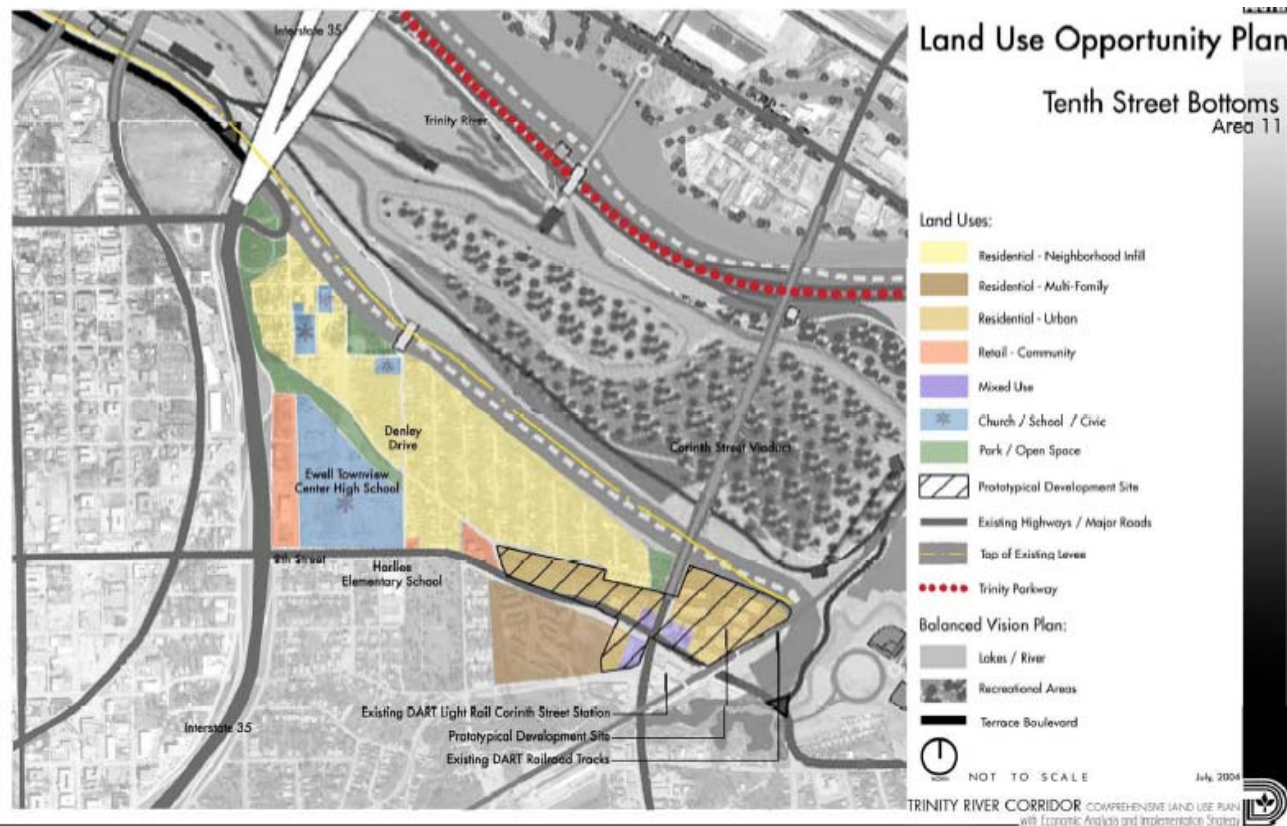 Land Use Opportunity Plan
Tenth Street Bottoms
Area 11
Land Uses:
Residential - Neighborhood Infill
Residential - Multi-Family
Residential - Urban
Retail - Community
Mixed Use
Church / School / Civic
Park / Open Space
Prototypical Development Site
Existing Highways / Major Roads
Top of Existing Levee
Trinity Parkway
Balanced Vision Plan:
Lakes / River
Recreational Areas
Terrace Boulevard
NORTH
NOT TO SCALE
July, 2004
TRINITY RIVER CORRIDOR COMPREHENSIVE LAND USE PLAN
with Economic Analysis and Implementation Strategy
Interstate 35
Trinity River
Corinth Street Viaduct
Denley
Drive
Ewell Townview
Center High School
8th Street
Harllee
Elementary School
Existing DART Light Rail Corinth Street Station
Prototypical Development Site
Existing DART Railroad Tracks
Interstate 35